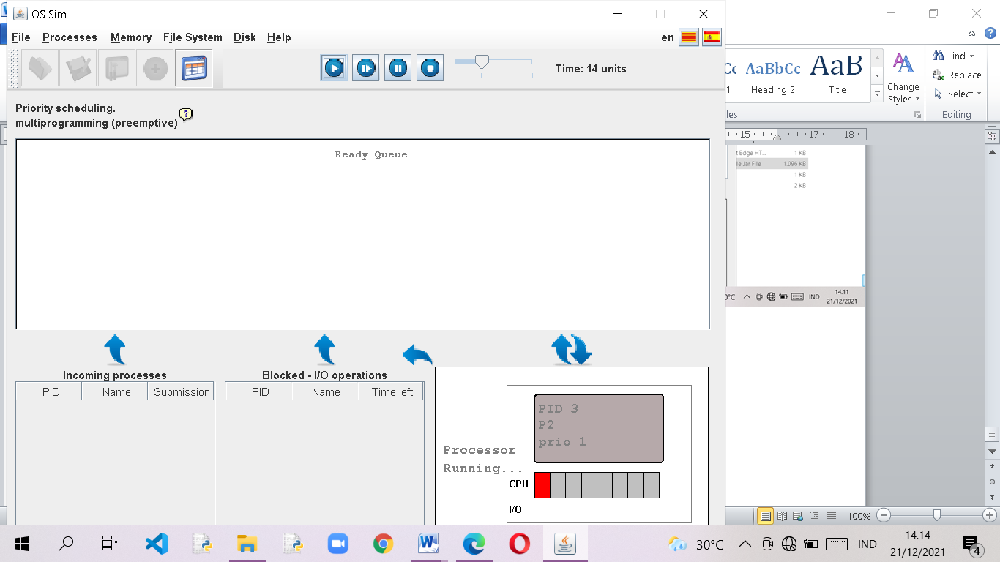 OS Sim
File Processes Memory File System Disk Help
en
Time: 14 units
Priority scheduling.
multiprogramming (preemptive)
?
Ready Queue
Incoming processes
PID Name Submission
Blocked - I/O operations
PID Name Time left
Processor
Running...
PID 3
P2
prio 1
CPU
I/O
AaBbCc AaB
1 Heading 2 Title
Change
Styles
les
Find
Replace
Select
Editing
15 17 18
t Edge HT... 1 KB
le Jar File 1.096 KB
1 KB
2 KB
0°C IND 14.11
21/12/2021
100%
30°C
IND
14.14
21/12/2021
4